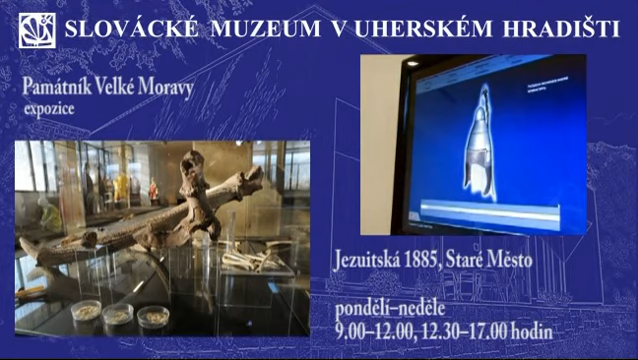 SLOVÁCKÉ MUZEUM V UHERSKÉM HRADIŠTI
Památník Velké Moravy
expozice
Jezuitská 1885, Staré Město
pondělí–neděle
9.00–12.00, 12.30–17.00 hodin